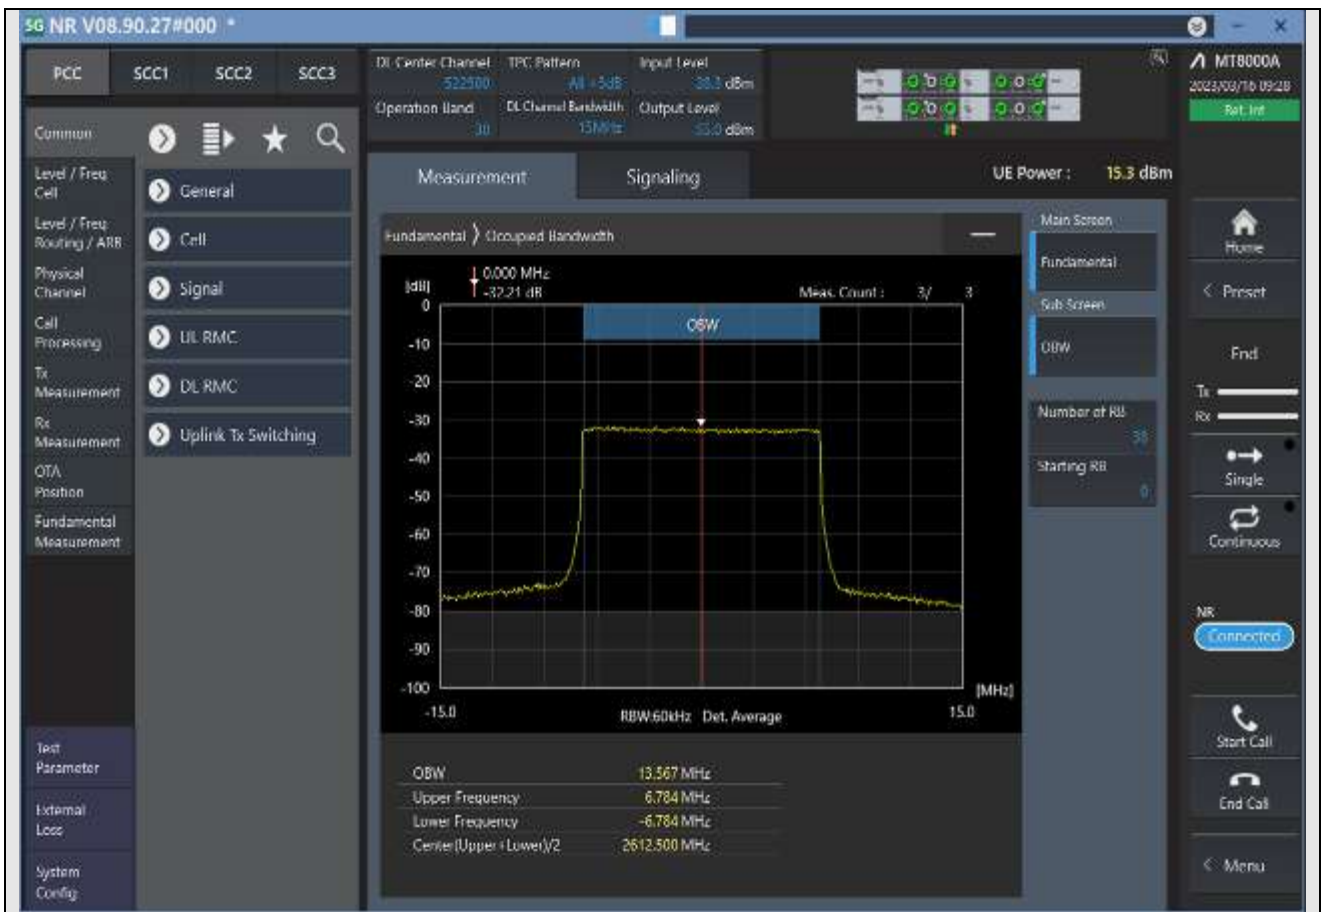 5G NR V08.90.27#000 *
PCC SCC1 SCC2 SCC3
DL Center Channel TPC Pattern Input Level
522500 All +3dB dBm
Operation Band DL Channel Bandwidth Output Level
15MHz dBm
MT8000A
2023/03/16 09:28
Ref. Int
Common
Level / Freq
Cell
Level / Freq
Routing / ARB
Physical
Channel
Call
Processing
Tx
Measurement
Rx
Measurement
OTA
Position
Fundamental
Measurement
Test
Parameter
External
Loss
System
Config
General
Cell
Signal
UL RMC
DL RMC
Uplink Tx Switching
Measurement Signaling
UE Power : 15.3 dBm
Fundamental > Occupied Bandwidth
[dB] 0.000 MHz
-32.21 dB
Meas. Count : 3/ 3
OBW
0
-10
-20
-30
-40
-50
-60
-70
-80
-90
-100
[MHz]
-15.0 RBW:60kHz Det. Average 15.0
OBW 13.567 MHz
Upper Frequency 6.784 MHz
Lower Frequency -6.784 MHz
Center(Upper+Lower)/2 2612.500 MHz
Main Screen
Fundamental
Sub Screen
OBW
Number of RB
38
Starting RB
0
Home
< Preset
End
Tx
Rx
Single
Continuous
NR
Connected
Start Call
End Call
< Menu